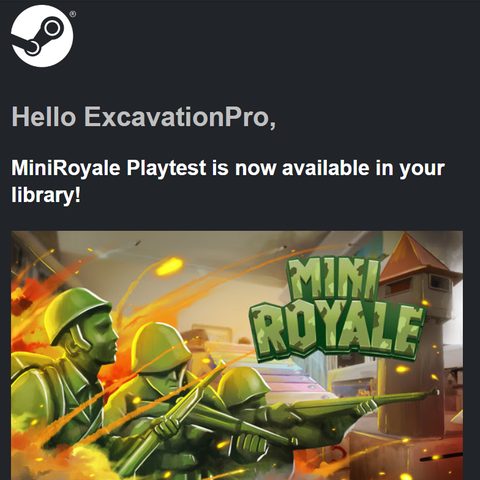 ®
Hello ExcavationPro,
MiniRoyale Playtest is now available in your
library!
MINI
ROYALE